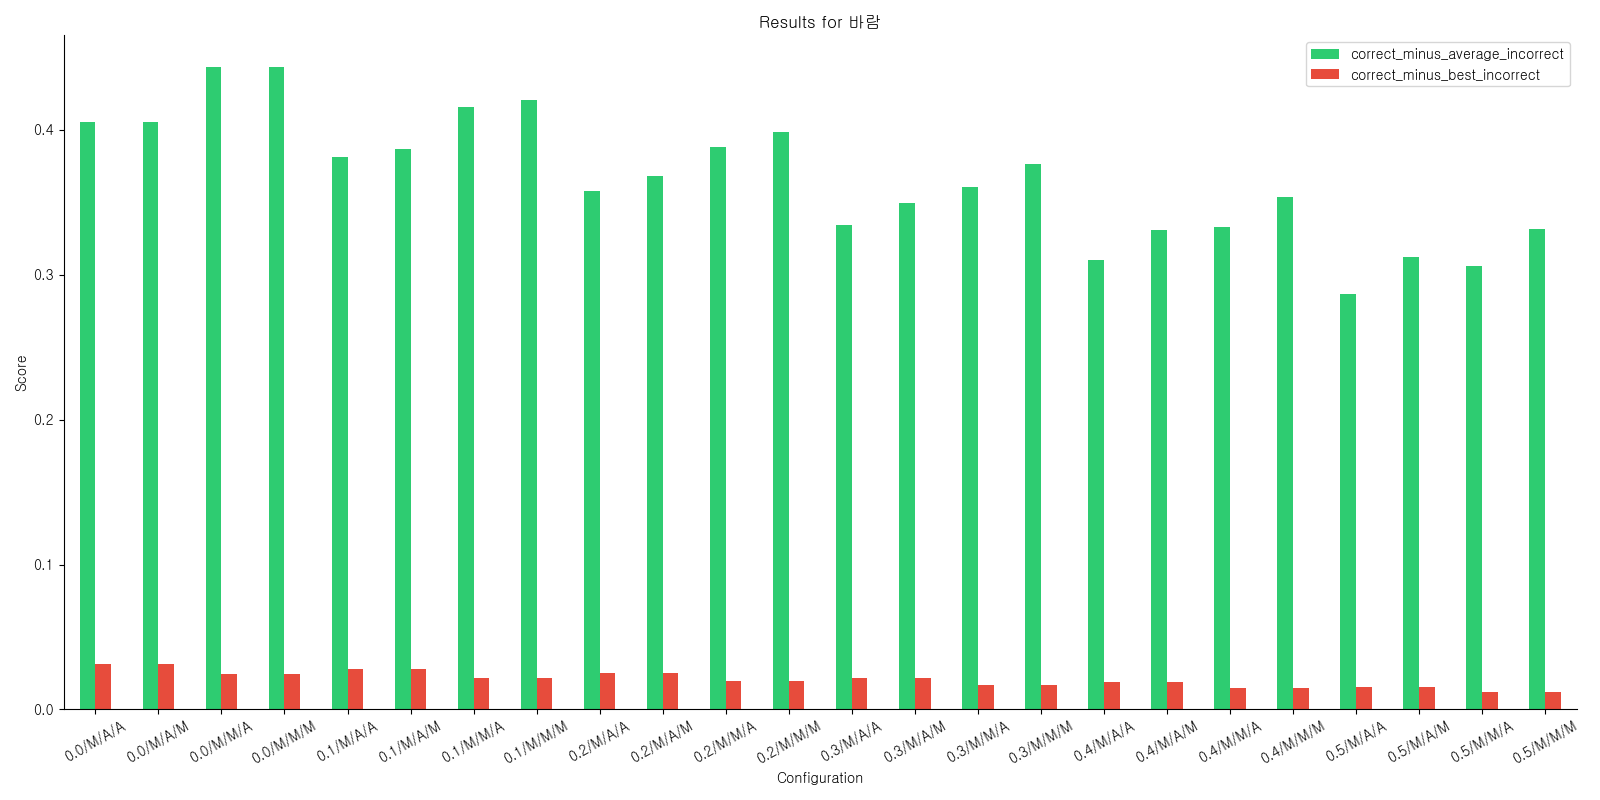 Results for 바람
correct_minus_average_incorrect
correct_minus_best_incorrect
Score
0.4
0.3
0.2
0.1
0.0
0.0/M/A/A
0.0/M/A/M
0.0/M/M/A
0.0/M/M/M
0.1/M/A/A
0.1/M/A/M
0.1/M/M/A
0.1/M/M/M
0.2/M/A/A
0.2/M/A/M
0.2/M/M/A
0.2/M/M/M
0.3/M/A/A
0.3/M/A/M
0.3/M/M/A
0.3/M/M/M
0.4/M/A/A
0.4/M/A/M
0.4/M/M/A
0.4/M/M/M
0.5/M/A/A
0.5/M/A/M
0.5/M/M/A
0.5/M/M/M
Configuration